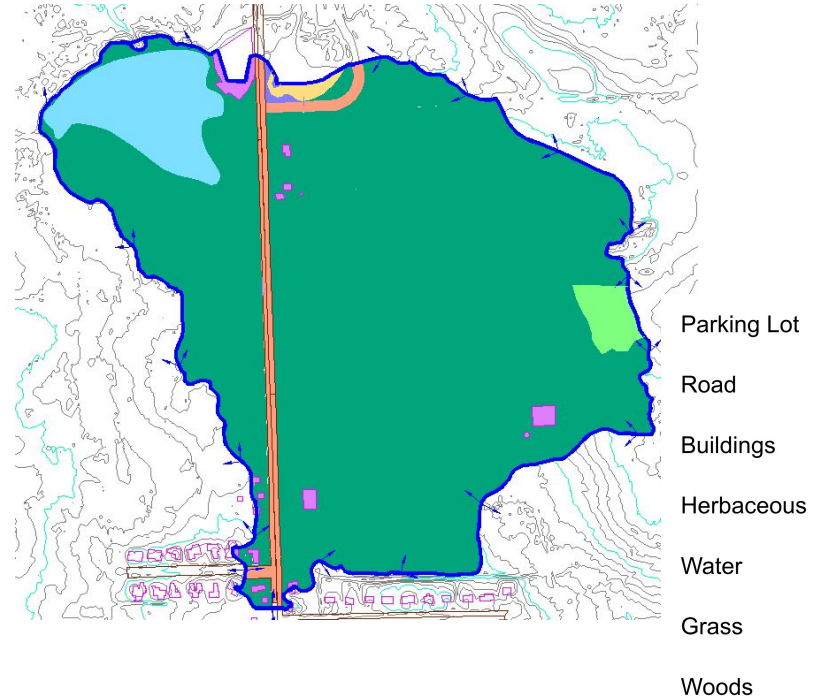 Parking Lot
Road
Buildings
Herbaceous
Water
Grass
Woods